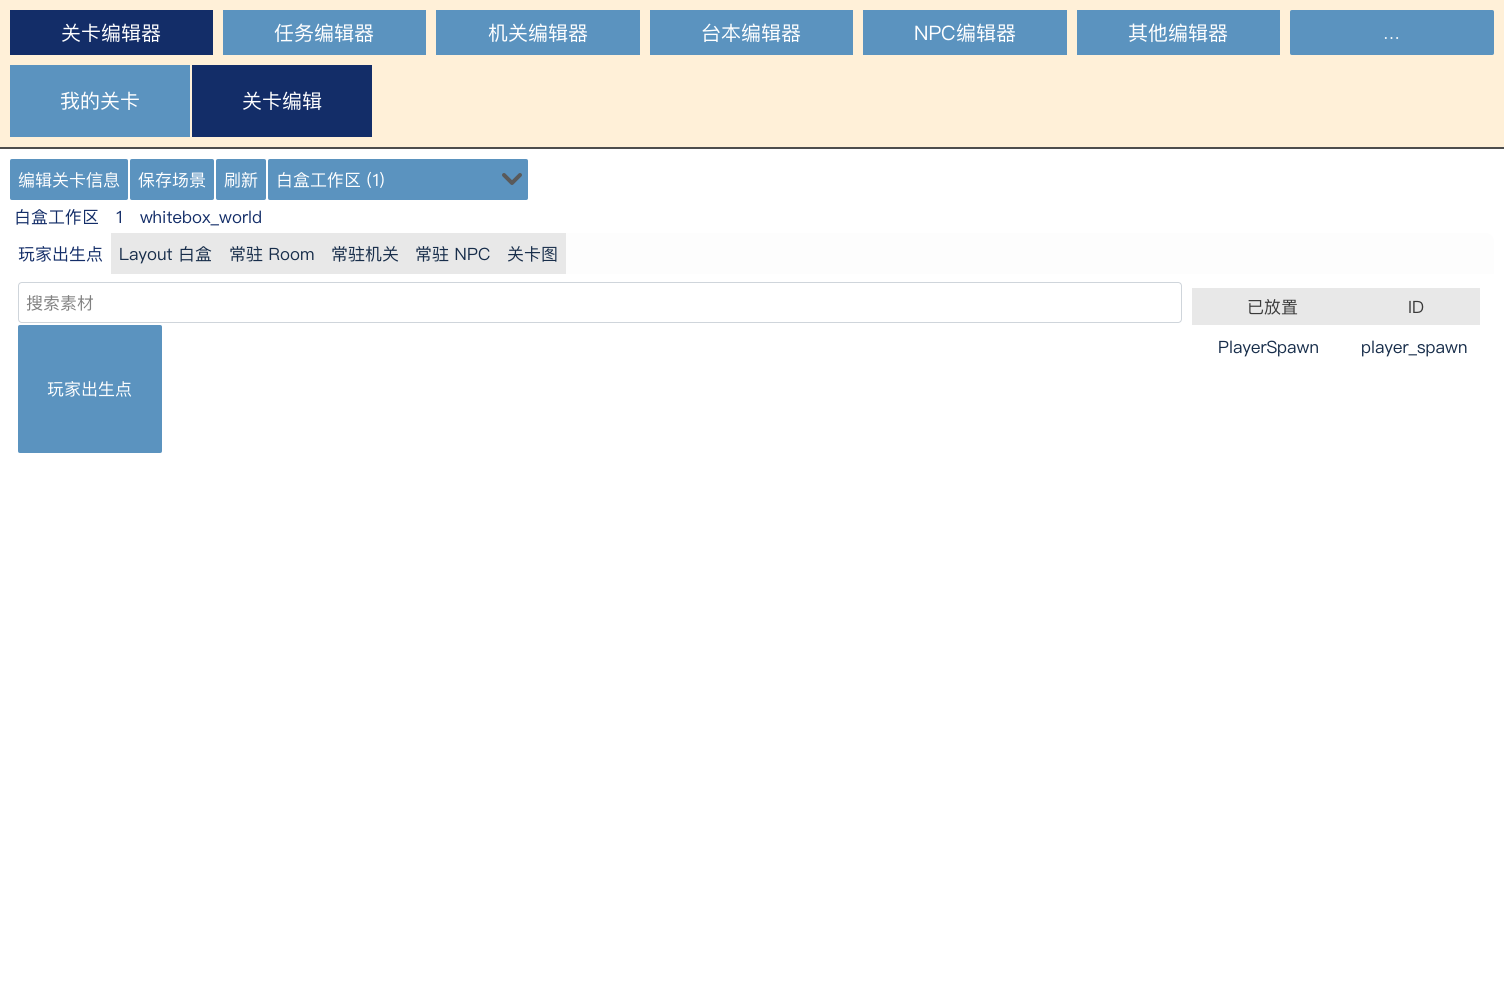 关卡编辑器 任务编辑器 机关编辑器 台本编辑器 NPC编辑器 其他编辑器 ...
我的关卡 关卡编辑
编辑关卡信息 保存场景 刷新 白盒工作区 (1)
白盒工作区 1 whitebox_world
玩家出生点 Layout 白盒 常驻 Room 常驻机关 常驻 NPC 关卡图
搜索素材 已放置 ID
PlayerSpawn player_spawn
玩家出生点